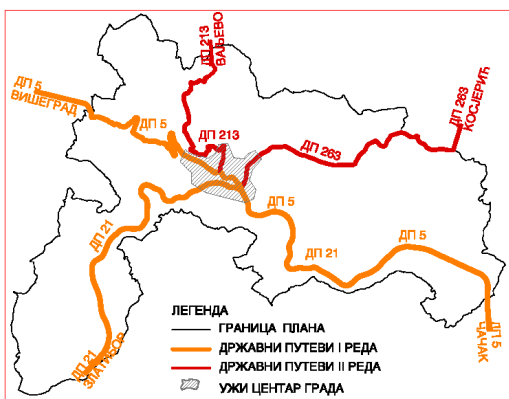 ДП 213
ВАЉЕВО
ДП 5
ВИШЕГРАД
ДП 5
ДП 213
ДП 263
КОСЈЕРИЋ
ДП 263
ДП 21
ДП 5
ДП 21
ДП 5
ДП 5
ЧАЧАК
ДП 21
ЗЛАТИБОР
ЛЕГЕНДА
ГРАНИЦА ПЛАНА
ДРЖАВНИ ПУТЕВИ I РЕДА
ДРЖАВНИ ПУТЕВИ II РЕДА
УЖИ ЦЕНТАР ГРАДА